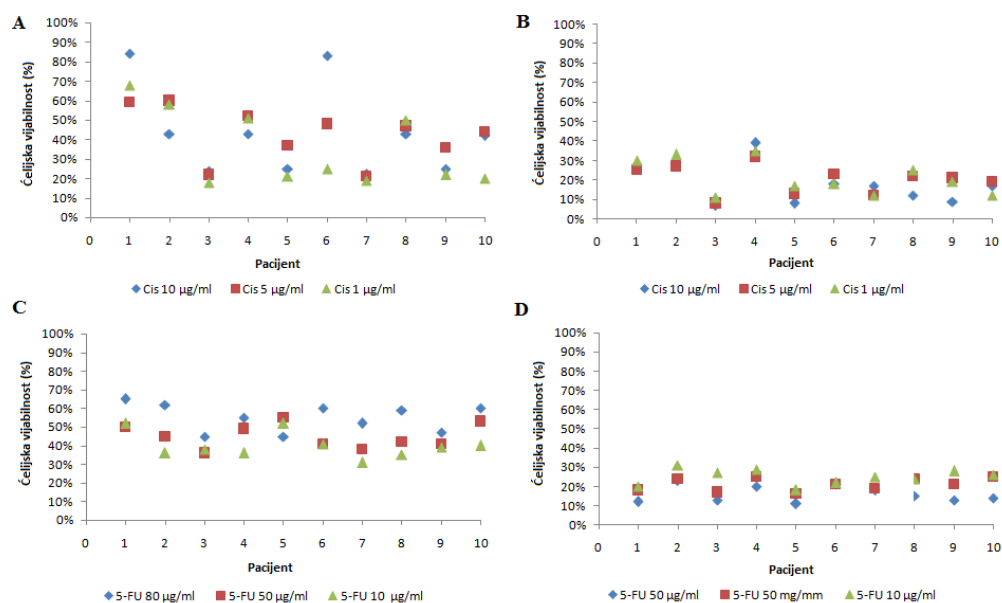 A
Ćelijska vijabilnost (%)
100%
90%
80%
70%
60%
50%
40%
30%
20%
10%
0%
0 1 2 3 4 5 6 7 8 9 10
Pacijent
Cis 10 µg/ml Cis 5 µg/ml Cis 1 µg/ml
B
Ćelijska vijabilnost (%)
100%
90%
80%
70%
60%
50%
40%
30%
20%
10%
0%
0 1 2 3 4 5 6 7 8 9 10
Pacijent
Cis 10 µg/ml Cis 5 µg/ml Cis 1 µg/ml
C
Ćelijska vijabilnost (%)
100%
90%
80%
70%
60%
50%
40%
30%
20%
10%
0%
0 1 2 3 4 5 6 7 8 9 10
Pacijent
5-FU 80 µg/ml 5-FU 50 µg/ml 5-FU 10 µg/ml
D
Ćelijska vijabilnost (%)
100%
90%
80%
70%
60%
50%
40%
30%
20%
10%
0%
0 1 2 3 4 5 6 7 8 9 10
Pacijent
5-FU 50 µg/ml 5-FU 50 mg/mm 5-FU 10 µg/ml